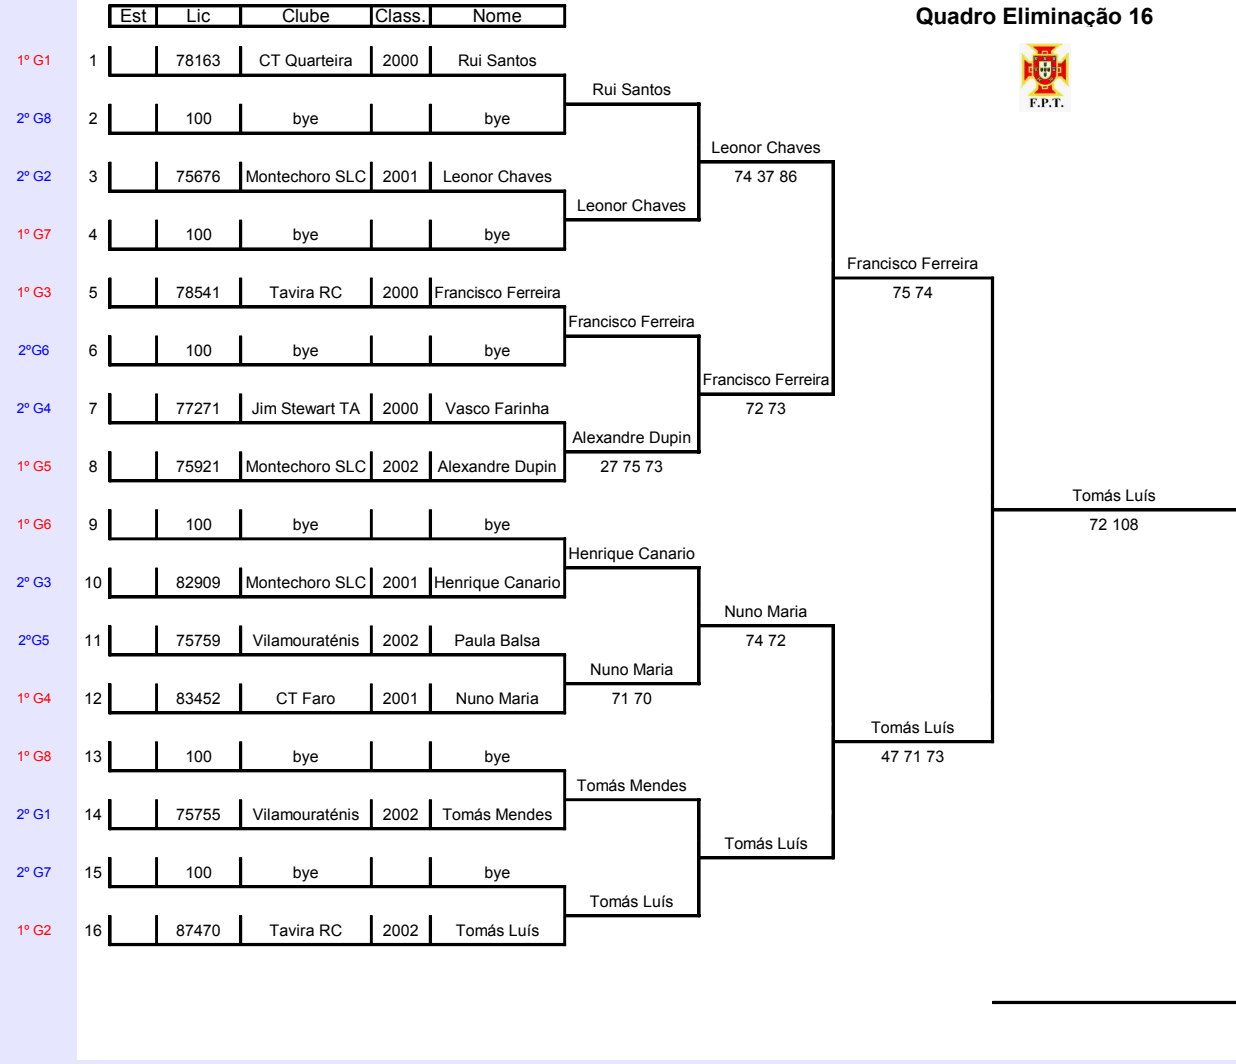 Est Lic Clube Class. Nome
Quadro Eliminação 16
F.P.T.
1º G1 1 78163 CT Quarteira 2000 Rui Santos
Rui Santos
2º G8 2 100 bye bye
Leonor Chaves
74 37 86
2º G2 3 75676 Montechoro SLC 2001 Leonor Chaves
Leonor Chaves
1º G7 4 100 bye bye
Francisco Ferreira
75 74
1º G3 5 78541 Tavira RC 2000 Francisco Ferreira
Francisco Ferreira
2ºG6 6 100 bye bye
Francisco Ferreira
72 73
2º G4 7 77271 Jim Stewart TA 2000 Vasco Farinha
Alexandre Dupin
27 75 73
1º G5 8 75921 Montechoro SLC 2002 Alexandre Dupin
Tomás Luís
72 108
1º G6 9 100 bye bye
Henrique Canario
2º G3 10 82909 Montechoro SLC 2001 Henrique Canario
Nuno Maria
74 72
2ºG5 11 75759 Vilamouraténis 2002 Paula Balsa
Nuno Maria
71 70
1º G4 12 83452 CT Faro 2001 Nuno Maria
Tomás Luís
47 71 73
1º G8 13 100 bye bye
Tomás Mendes
2º G1 14 75755 Vilamouraténis 2002 Tomás Mendes
Tomás Luís
2º G7 15 100 bye bye
Tomás Luís
1º G2 16 87470 Tavira RC 2002 Tomás Luís